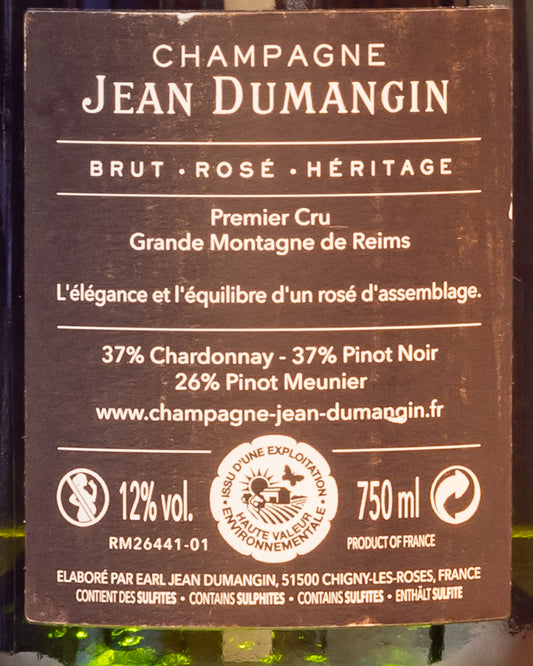 CHAMPAGNE
JEAN DUMANGIN
BRUT • ROSÉ • HÉRITAGE
Premier Cru
Grande Montagne de Reims
L'élégance et l'équilibre d'un rosé d'assemblage.
37% Chardonnay - 37% Pinot Noir
26% Pinot Meunier
www.champagne-jean-dumangin.fr
12% vol.
RM26441-01
• ISSU D'UNE EXPLOITATION •
HAUTE VALEUR
ENVIRONNEMENTALE
750 ml
PRODUCT OF FRANCE
ELABORÉ PAR EARL JEAN DUMANGIN, 51500 CHIGNY-LES-ROSES, FRANCE
CONTIENT DES SULFITES • CONTAINS SULPHITES • CONTAINS SULFITES • ENTHÄLT SULFITE